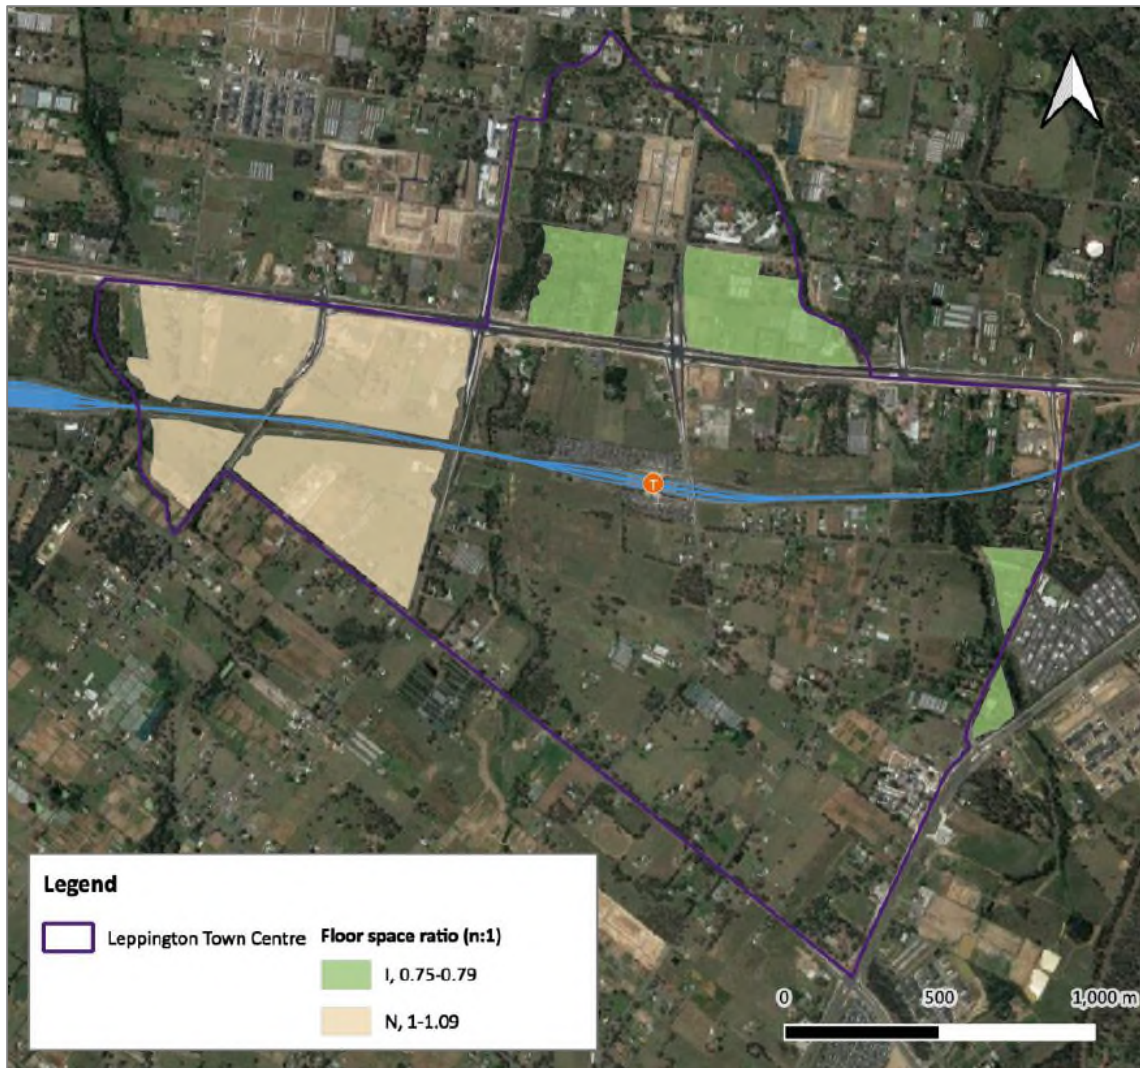 T
Legend
Leppington Town Centre
Floor space ratio (n:1)
I, 0.75-0.79
N, 1-1.09
0 500 1,000 m